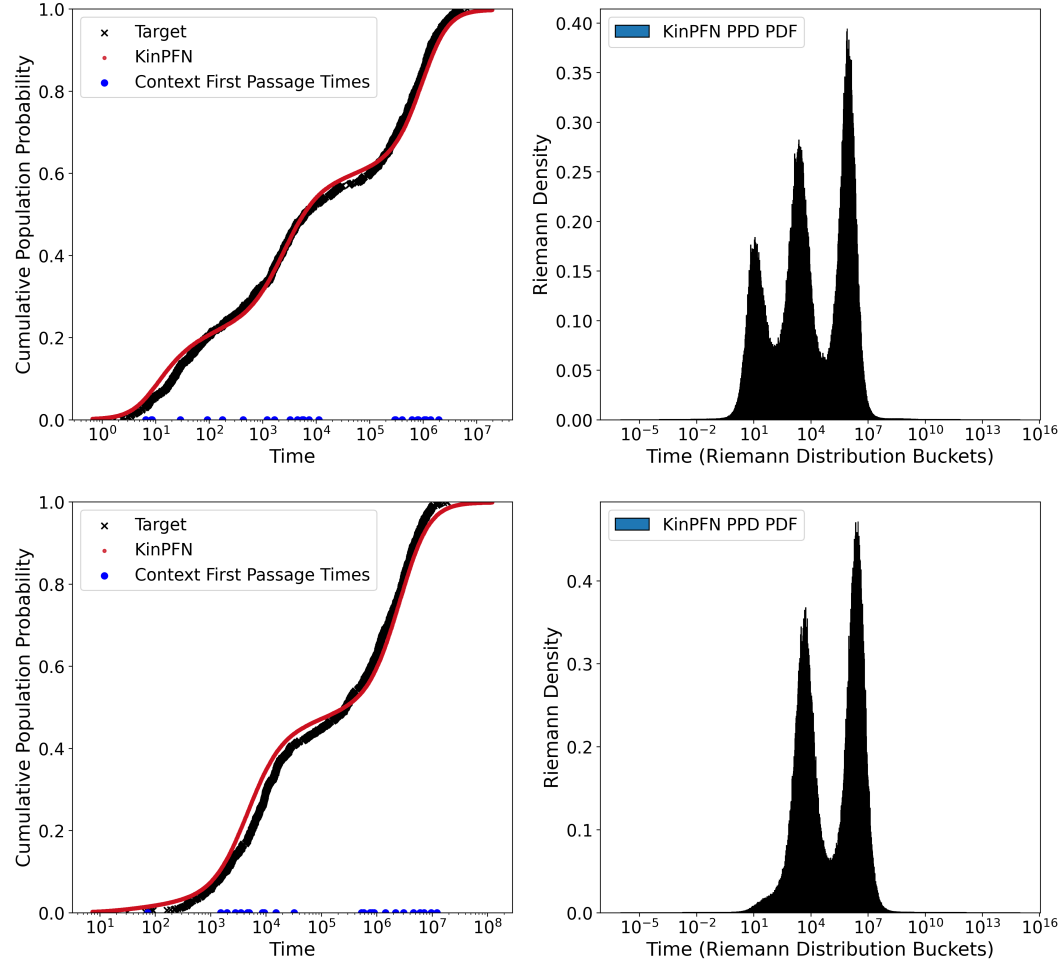 Cumulative Population Probability
1.0
0.8
0.6
0.4
0.2
0.0
Target
KinPFN
Context First Passage Times
10⁰ 10¹ 10² 10³ 10⁴ 10⁵ 10⁶ 10⁷
Time
Riemann Density
0.40
0.35
0.30
0.25
0.20
0.15
0.10
0.05
0.00
KinPFN PPD PDF
10⁻⁵ 10⁻² 10¹ 10⁴ 10⁷ 10¹⁰ 10¹³ 10¹⁶
Time (Riemann Distribution Buckets)
Cumulative Population Probability
1.0
0.8
0.6
0.4
0.2
0.0
Target
KinPFN
Context First Passage Times
10¹ 10² 10³ 10⁴ 10⁵ 10⁶ 10⁷ 10⁸
Time
Riemann Density
0.4
0.3
0.2
0.1
0.0
KinPFN PPD PDF
10⁻⁵ 10⁻² 10¹ 10⁴ 10⁷ 10¹⁰ 10¹³ 10¹⁶
Time (Riemann Distribution Buckets)